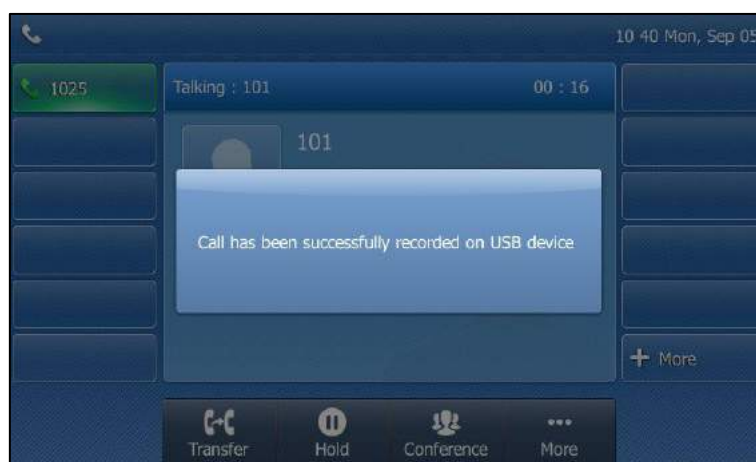 10 40 Mon, Sep 05
1025
Talking : 101
00 : 16
101
Call has been successfully recorded on USB device
More
Transfer
Hold
Conference
More